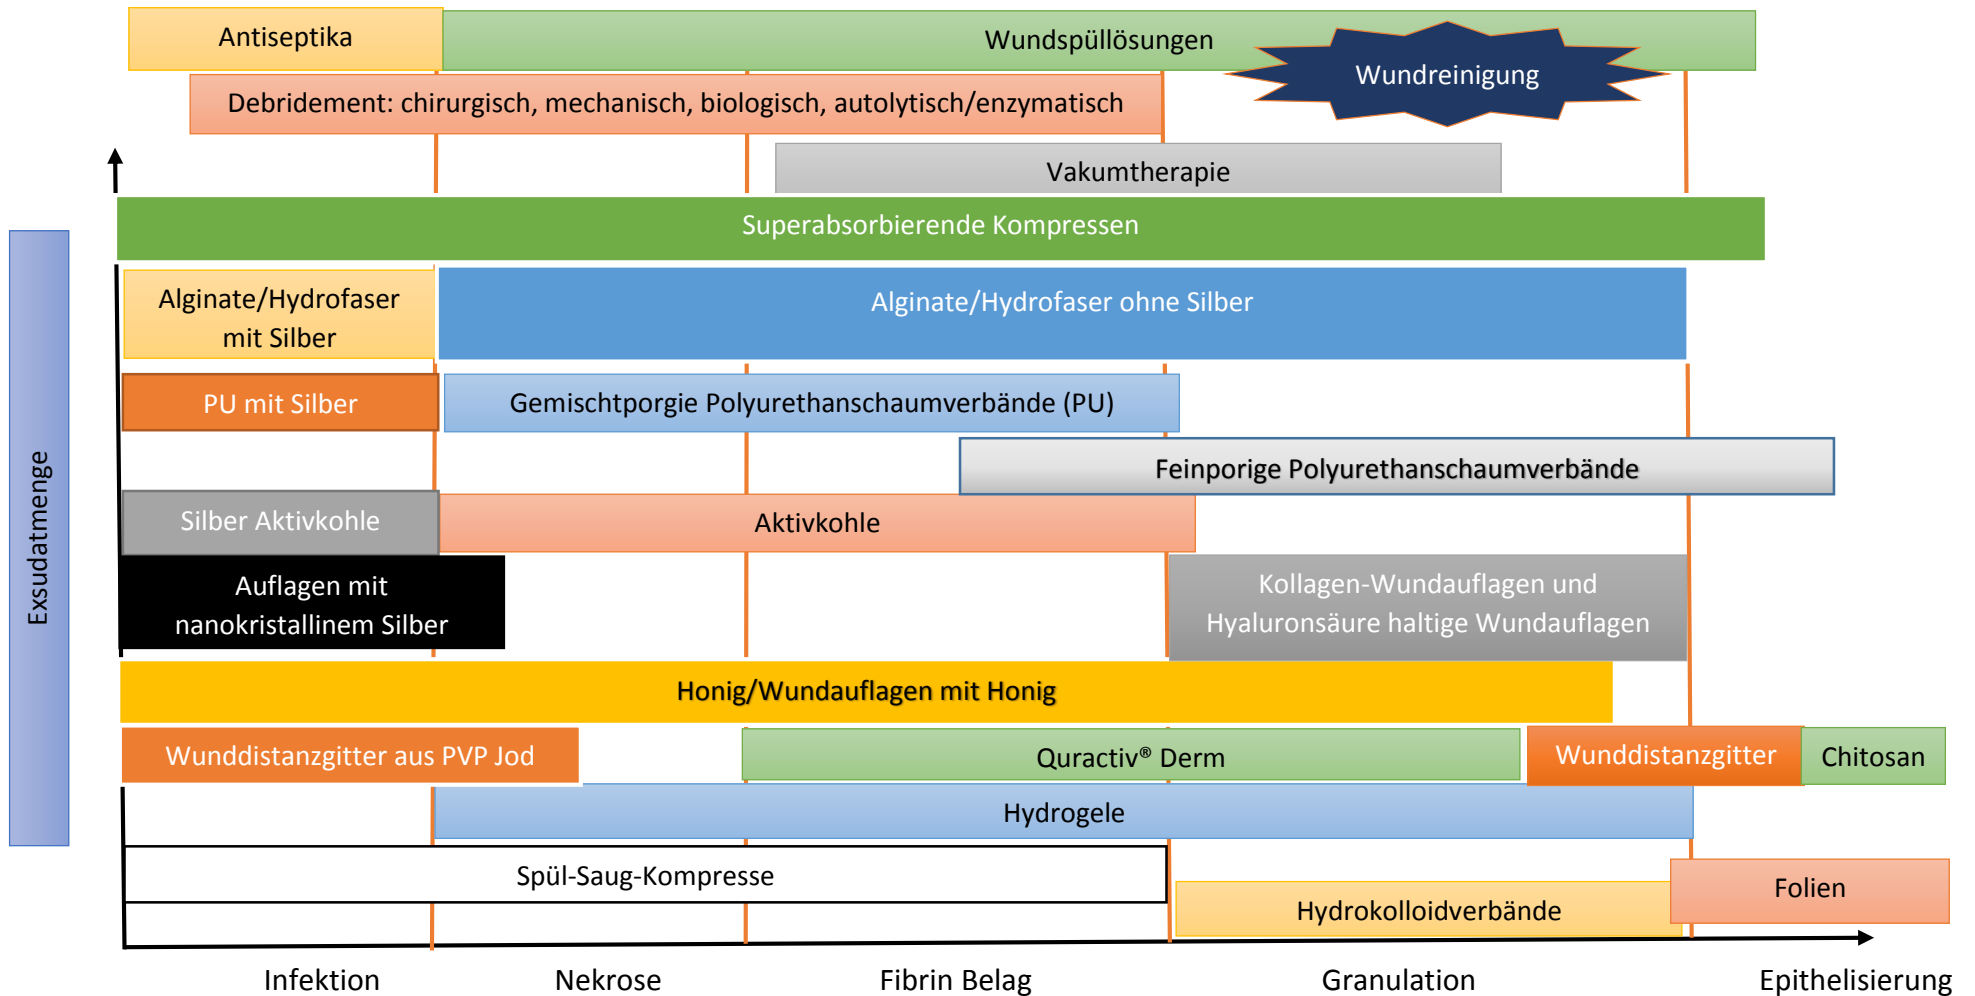 Antiseptika
Wundspüllösungen
Wundreinigung
Debridement: chirurgisch, mechanisch, biologisch, autolytisch/enzymatisch
Vakumtherapie
Superabsorbierende Kompressen
Alginate/Hydrofaser
mit Silber
Alginate/Hydrofaser ohne Silber
PU mit Silber
Gemischtporgie Polyurethanschaumverbände (PU)
Feinporige Polyurethanschaumverbände
Exsudatmenge
Silber Aktivkohle
Aktivkohle
Auflagen mit
nanokristallinem Silber
Kollagen-Wundauflagen und
Hyaluronsäure haltige Wundauflagen
Honig/Wundauflagen mit Honig
Wunddistanzgitter aus PVP Jod
Quractiv® Derm
Wunddistanzgitter
Chitosan
Hydrogele
Spül-Saug-Kompresse
Folien
Hydrokolloidverbände
Infektion
Nekrose
Fibrin Belag
Granulation
Epithelisierung